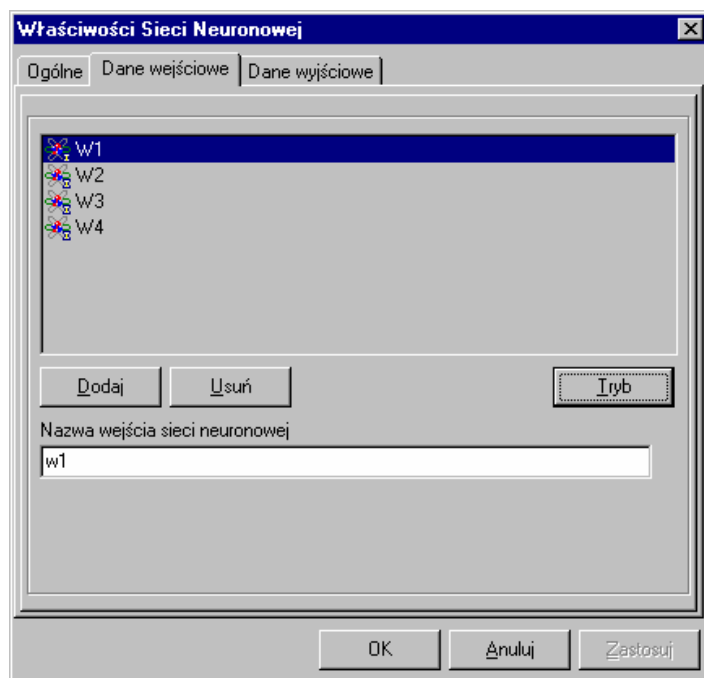 Właściwości Sieci Neuronowej
Ogólne Dane wejściowe Dane wyjściowe
W1
W2
W3
W4
Dodaj Usuń Tryb
Nazwa wejścia sieci neuronowej
w1
OK Anuluj Zastosuj